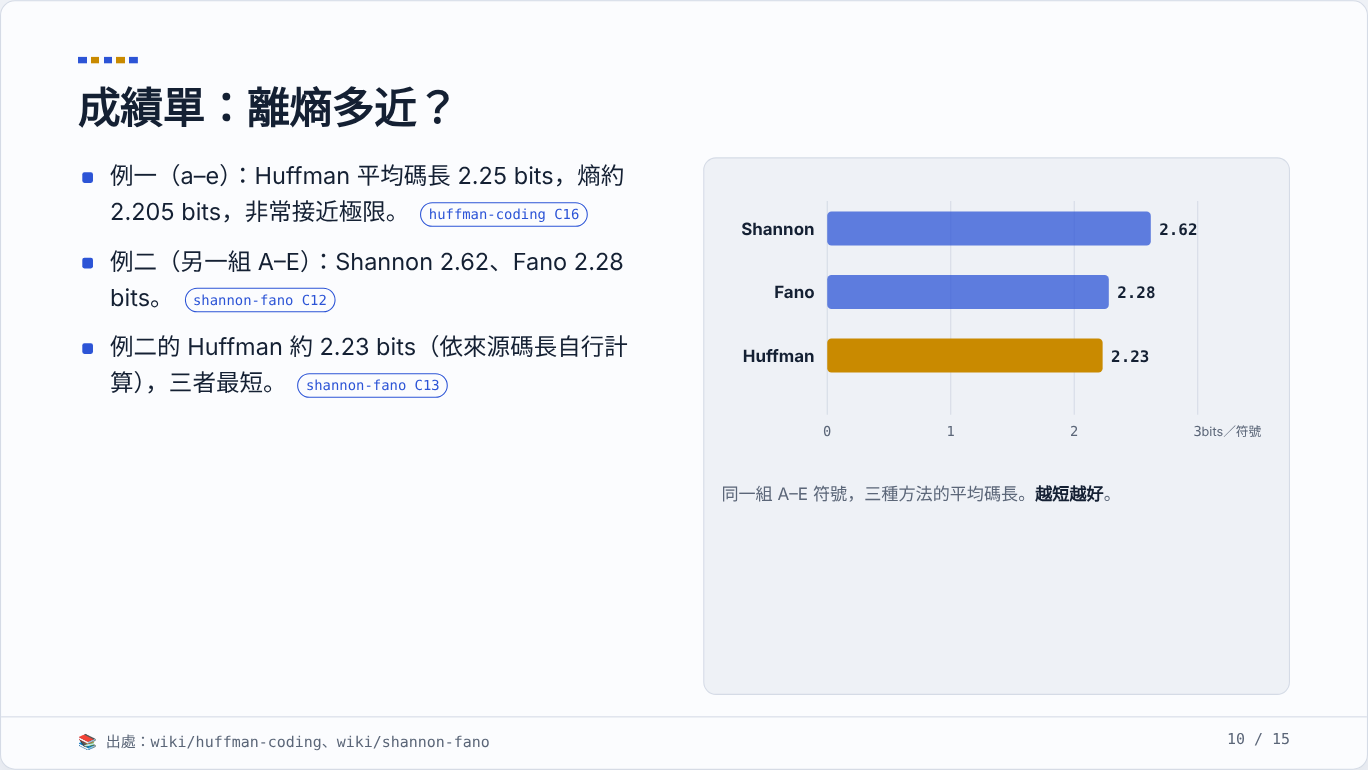 成績單：離熵多近？
例一（a–e）：Huffman 平均碼長 2.25 bits，熵約
2.205 bits，非常接近極限。 huffman-coding C16
例二（另一組 A–E）：Shannon 2.62、Fano 2.28
bits。 shannon-fano C12
例二的 Huffman 約 2.23 bits（依來源碼長自行計
算），三者最短。 shannon-fano C13
Shannon 2.62
Fano 2.28
Huffman 2.23
0 1 2 3bits／符號
同一組 A–E 符號，三種方法的平均碼長。越短越好。
📚 出處：wiki/huffman-coding、wiki/shannon-fano
10 / 15